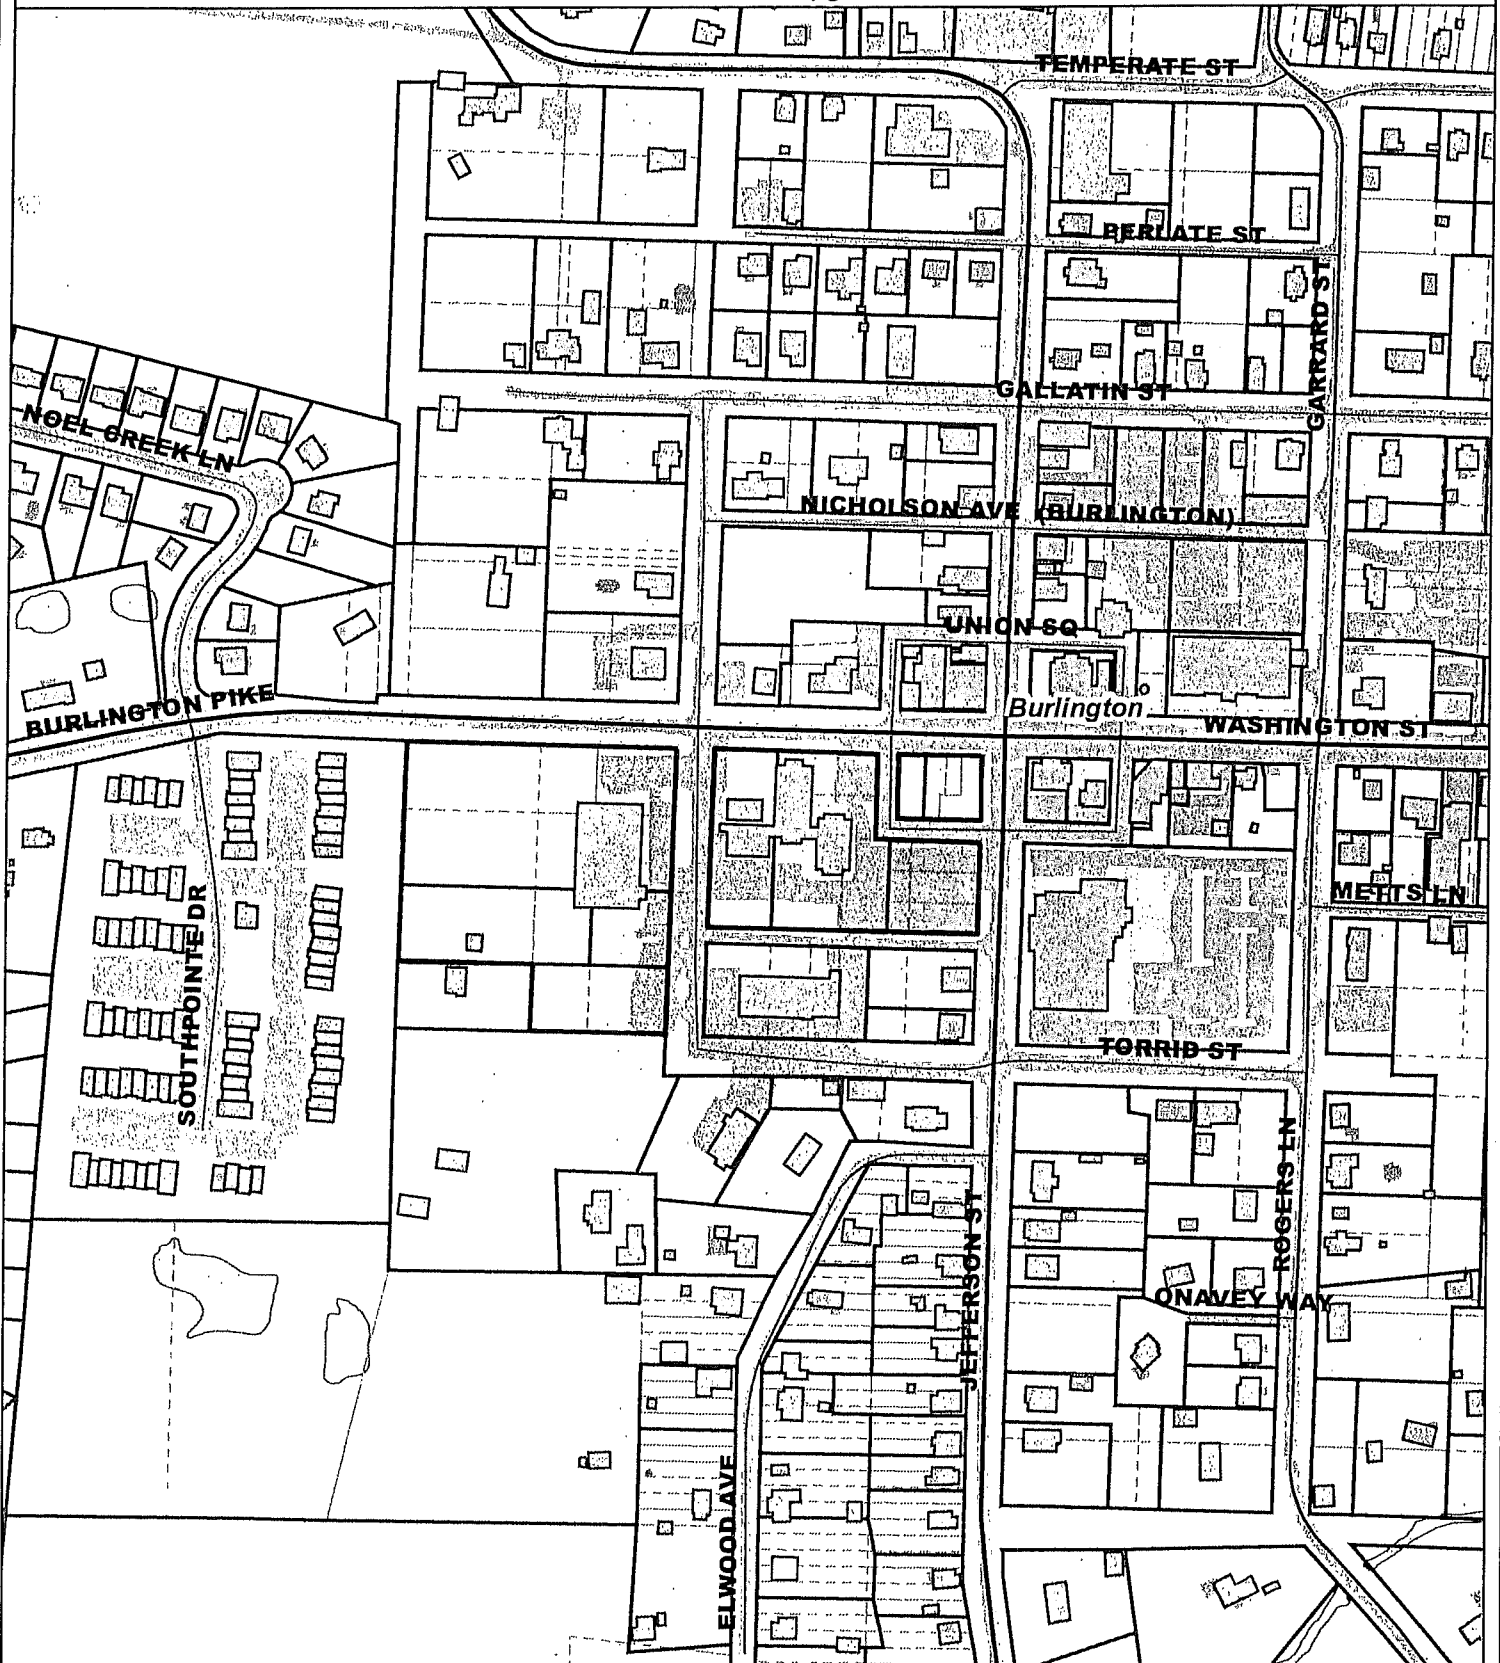 TEMPERATE ST
PERLATE ST
GARRARD ST
GALLATIN ST
NOEL CREEK LN
NICHOLSON AVE (BURLINGTON)
UNION SQ
Burlington
BURLINGTON PIKE
WASHINGTON ST
METTS LN
SOUTHPOINTE DR
TORRID ST
ROGERS LN
JEFFERSON ST
ONAVEY WAY
ELWOOD AVE